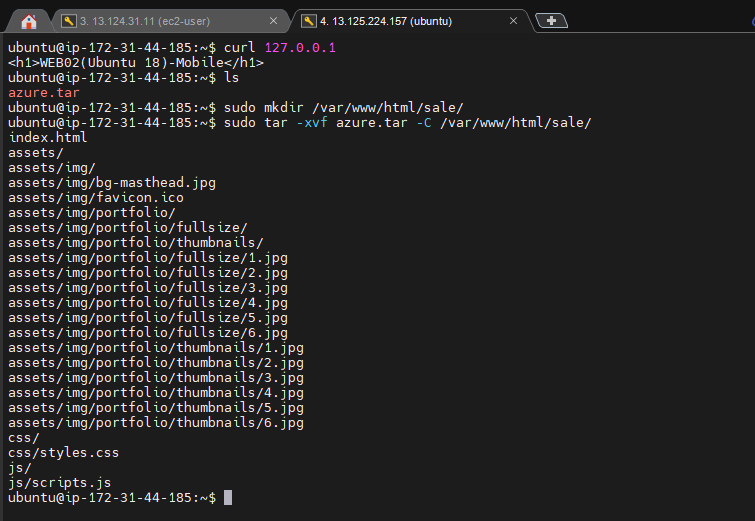 3. 13.124.31.11 (ec2-user)
4. 13.125.224.157 (ubuntu)
ubuntu@ip-172-31-44-185:~$ curl 127.0.0.1
<h1>WEB02(Ubuntu 18)-Mobile</h1>
ubuntu@ip-172-31-44-185:~$ ls
azure.tar
ubuntu@ip-172-31-44-185:~$ sudo mkdir /var/www/html/sale/
ubuntu@ip-172-31-44-185:~$ sudo tar -xvf azure.tar -C /var/www/html/sale/
index.html
assets/
assets/img/
assets/img/bg-masthead.jpg
assets/img/favicon.ico
assets/img/portfolio/
assets/img/portfolio/fullsize/
assets/img/portfolio/thumbnails/
assets/img/portfolio/fullsize/1.jpg
assets/img/portfolio/fullsize/2.jpg
assets/img/portfolio/fullsize/3.jpg
assets/img/portfolio/fullsize/4.jpg
assets/img/portfolio/fullsize/5.jpg
assets/img/portfolio/fullsize/6.jpg
assets/img/portfolio/thumbnails/1.jpg
assets/img/portfolio/thumbnails/2.jpg
assets/img/portfolio/thumbnails/3.jpg
assets/img/portfolio/thumbnails/4.jpg
assets/img/portfolio/thumbnails/5.jpg
assets/img/portfolio/thumbnails/6.jpg
css/
css/styles.css
js/
js/scripts.js
ubuntu@ip-172-31-44-185:~$